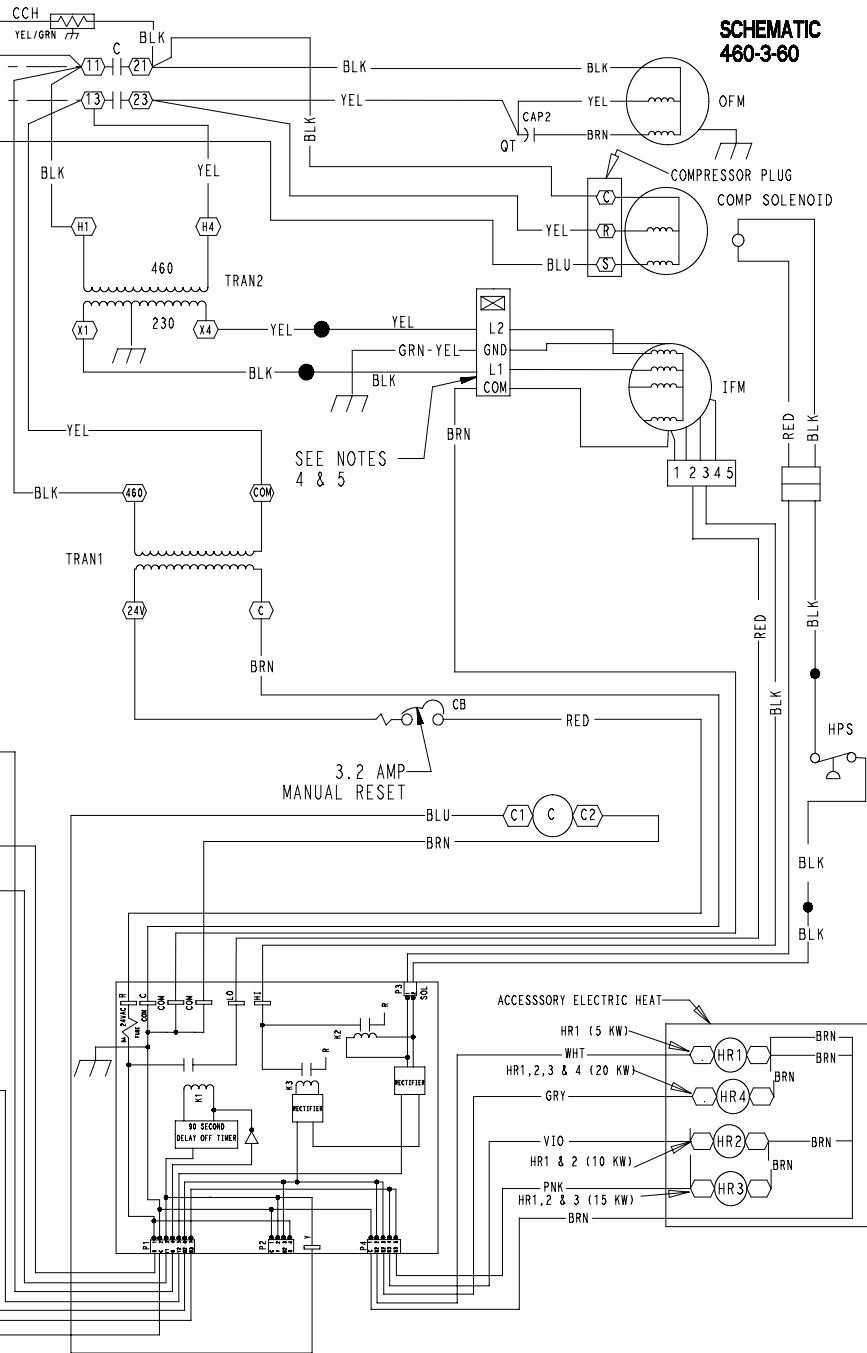 SCHEMATIC
460-3-60
CCH
YEL/GRN
BLK
C
11
21
BLK
BLK
OFM
13
23
YEL
YEL
CAP2
QT
BRN
BLK
COMPRESSOR PLUG
BLK
YEL
C
COMP SOLENOID
H1
H4
YEL
R
460
BLU
S
TRAN2
X1
230
X4
YEL
YEL
L2
GRN-YEL
GND
BLK
BLK
L1
COM
IFM
RED
BLK
YEL
BRN
SEE NOTES
4 & 5
1 2 3 4 5
BLK
460
COM
TRAN1
24V
C
BRN
RED
BLK
BLK
CB
RED
HPS
3.2 AMP
MANUAL RESET
BLU
C1
C
C2
BRN
BLK
BLK
R
C
COM
COM
COM
LO
HI
P3
SOL
24VAC
FUSE
K2
R
R
K1
K3
RECTIFIER
RECTIFIER
90 SECOND
DELAY OFF TIMER
P1
P2
Y
P4
ACCESSSORY ELECTRIC HEAT
HR1 (5 KW)
WHT
HR1
BRN
BRN
HR1,2,3 & 4 (20 KW)
GRY
HR4
BRN
VIO
HR2
BRN
HR1 & 2 (10 KW)
BRN
PNK
HR3
HR1,2 & 3 (15 KW)
BRN